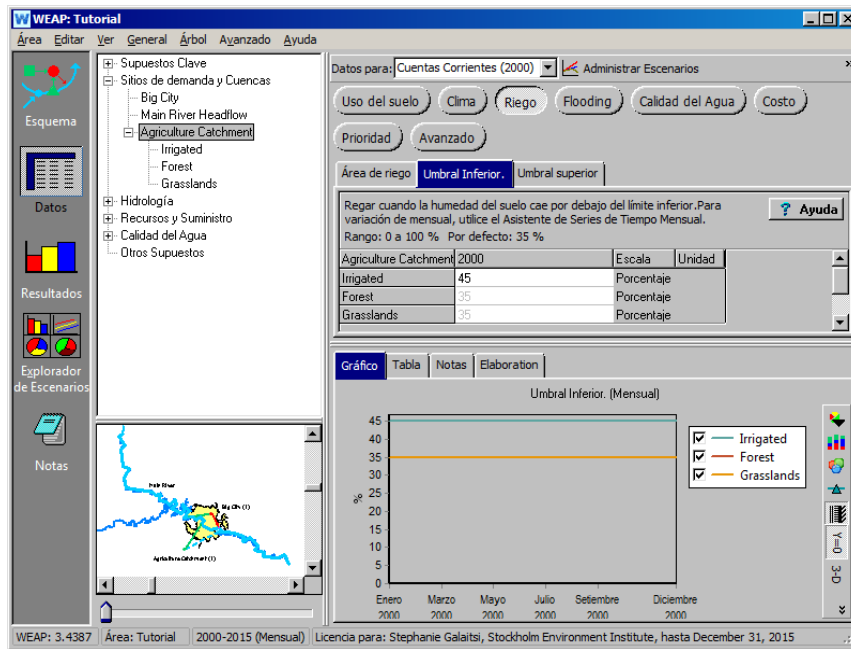 WEAP: Tutorial
Área Editar Ver General Árbol Avanzado Ayuda
Esquema
Datos
Resultados
Explorador
de Escenarios
Notas
Supuestos Clave
Sitios de demanda y Cuencas
Big City
Main River Headflow
Agriculture Catchment
Irrigated
Forest
Grasslands
Hidrología
Recursos y Suministro
Calidad del Agua
Otros Supuestos
Main River
Big City (1)
Agriculture Catchment (1)
Datos para: Cuentas Corrientes (2000) Administrar Escenarios
Uso del suelo Clima Riego Flooding Calidad del Agua Costo
Prioridad Avanzado
Área de riego Umbral Inferior. Umbral superior
Regar cuando la humedad del suelo cae por debajo del límite inferior.Para
variación de mensual, utilice el Asistente de Series de Tiempo Mensual.
Rango: 0 a 100 % Por defecto: 35 %
? Ayuda
Agriculture Catchment 2000 Escala Unidad
Irrigated 45 Porcentaje
Forest 35 Porcentaje
Grasslands 35 Porcentaje
Gráfico Tabla Notas Elaboration
Umbral Inferior. (Mensual)
45
40
35
30
25
20
15
10
5
0
%
Enero Marzo Mayo Julio Setiembre Diciembre
2000 2000 2000 2000 2000 2000
Irrigated
Forest
Grasslands
Y=0
3-D
WEAP: 3.4387 Área: Tutorial 2000-2015 (Mensual) Licencia para: Stephanie Galaitsi, Stockholm Environment Institute, hasta December 31, 2015